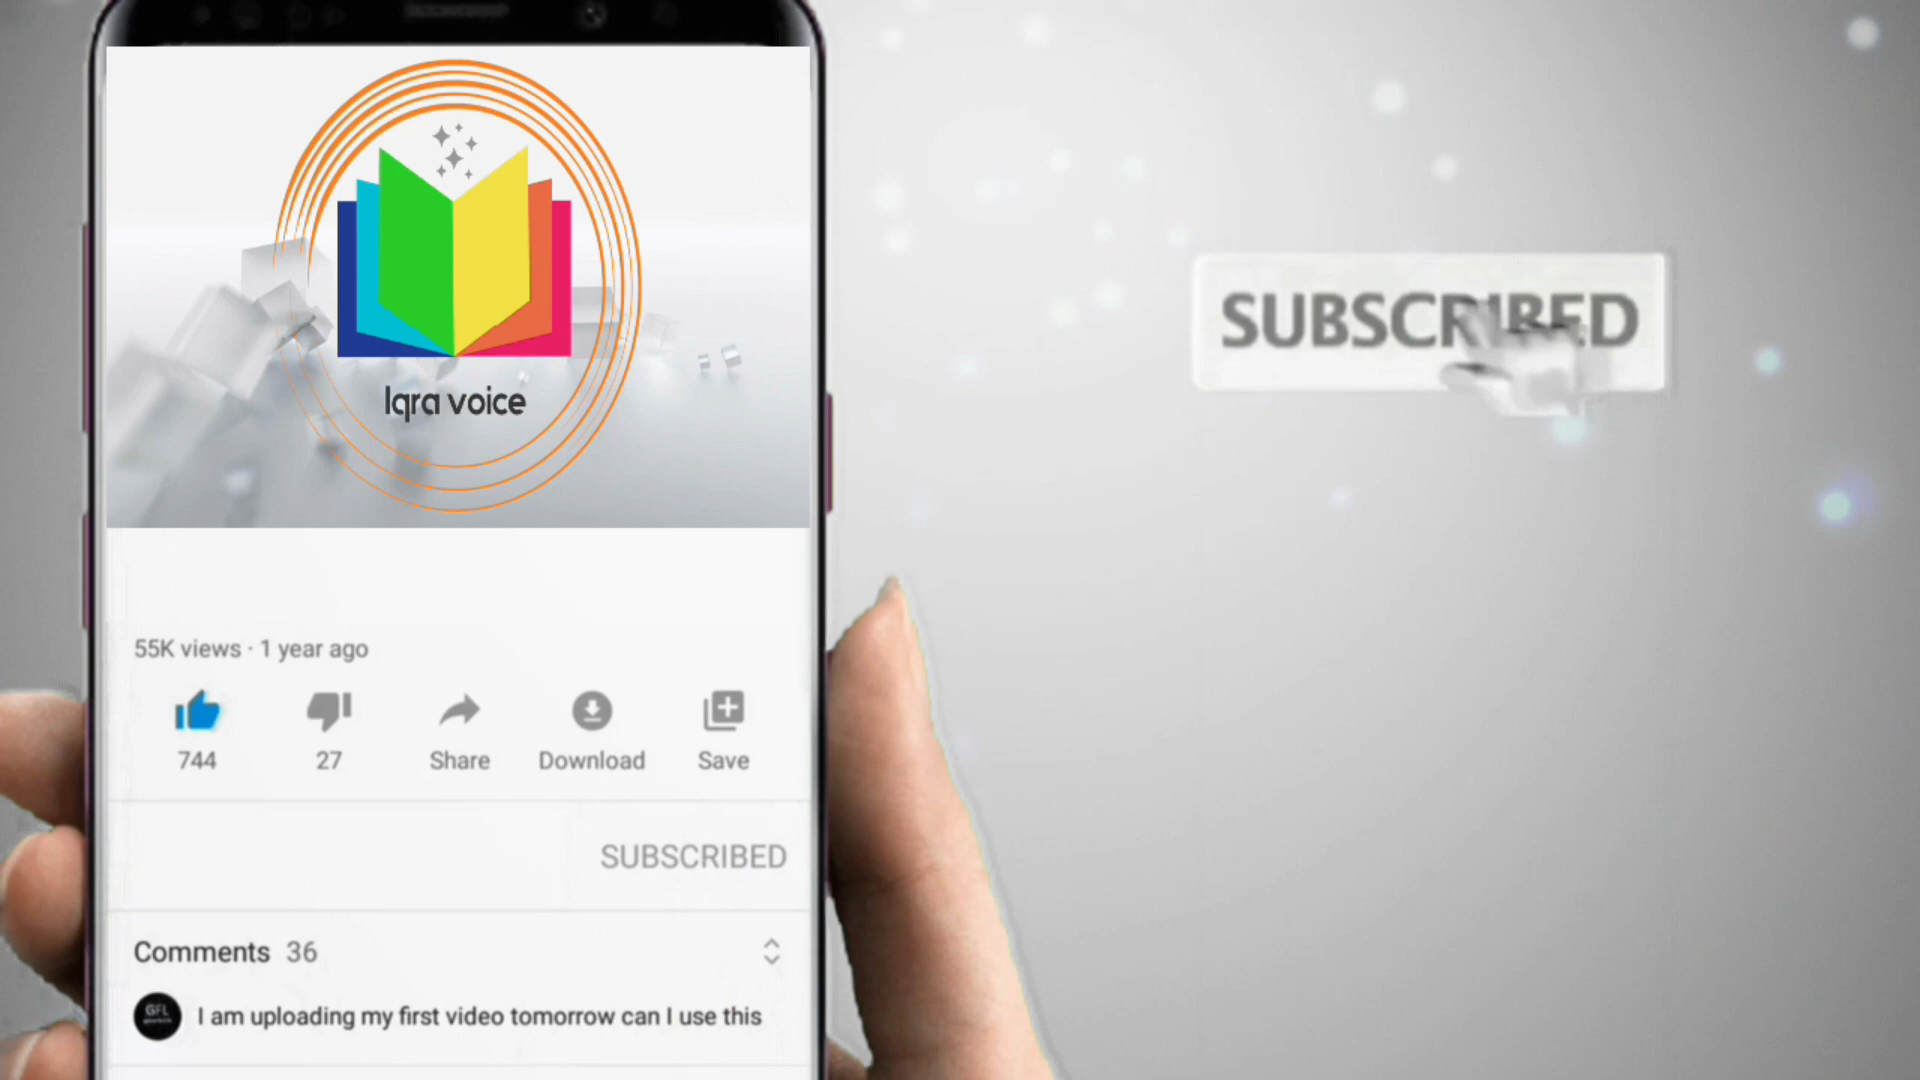 Iqra voice
55K views · 1 year ago
744
27
Share
Download
Save
SUBSCRIBED
Comments 36
GFL
I am uploading my first video tomorrow can I use this
SUBSCRIBED